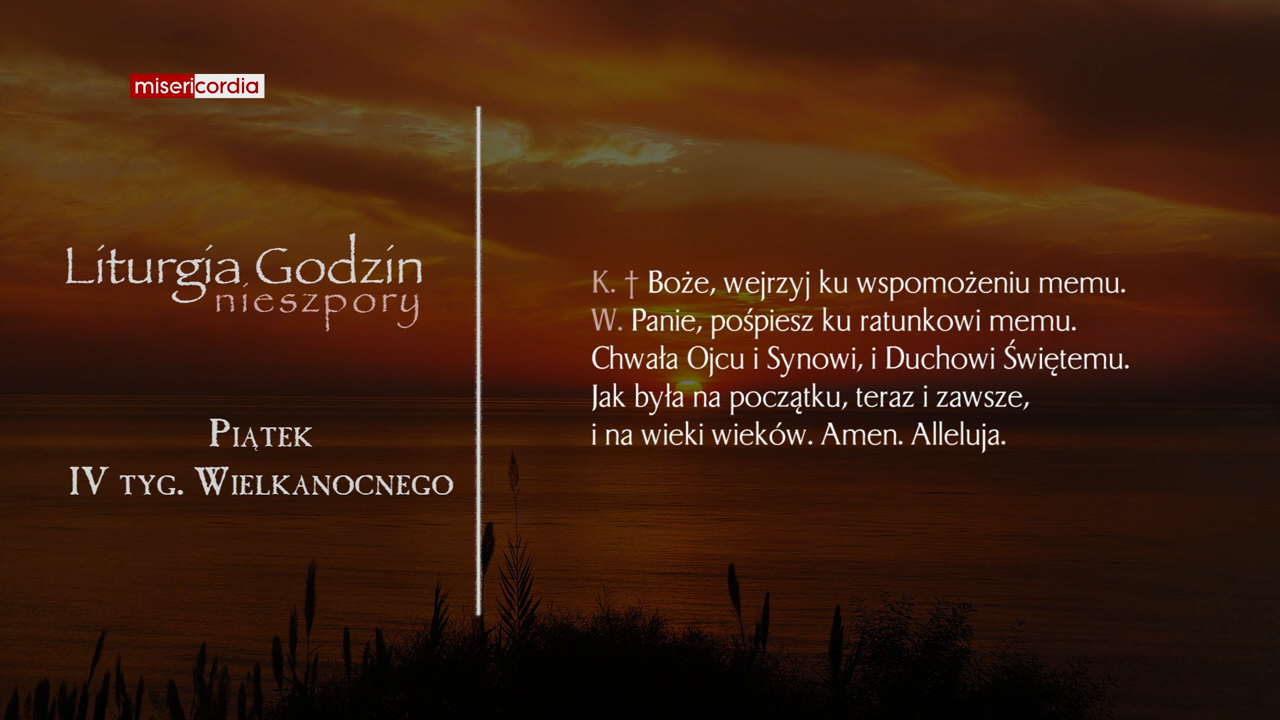 misericordia
Liturgia Godzin
nieszpory
Piątek
IV tyg. Wielkanocnego
K. † Boże, wejrzyj ku wspomożeniu memu.
W. Panie, pośpiesz ku ratunkowi memu.
Chwała Ojcu i Synowi, i Duchowi Świętemu.
Jak była na początku, teraz i zawsze,
i na wieki wieków. Amen. Alleluja.